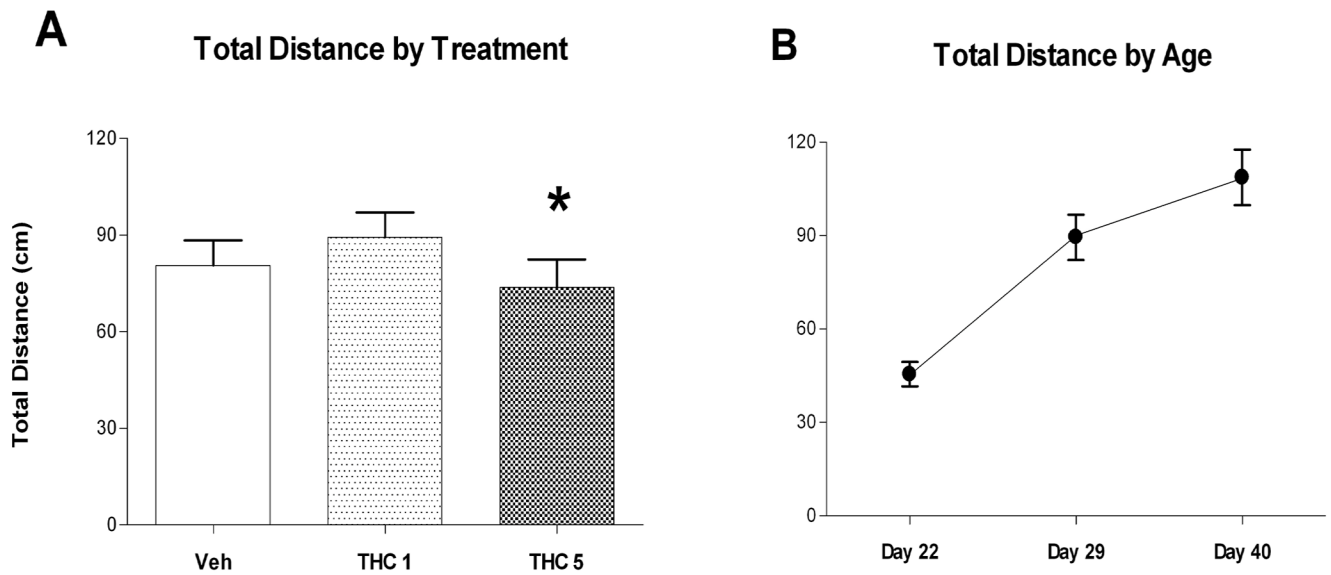 A
Total Distance by Treatment
Total Distance (cm)
120
90
60
30
0
*
Veh
THC 1
THC 5
B
Total Distance by Age
120
90
60
30
0
Day 22
Day 29
Day 40